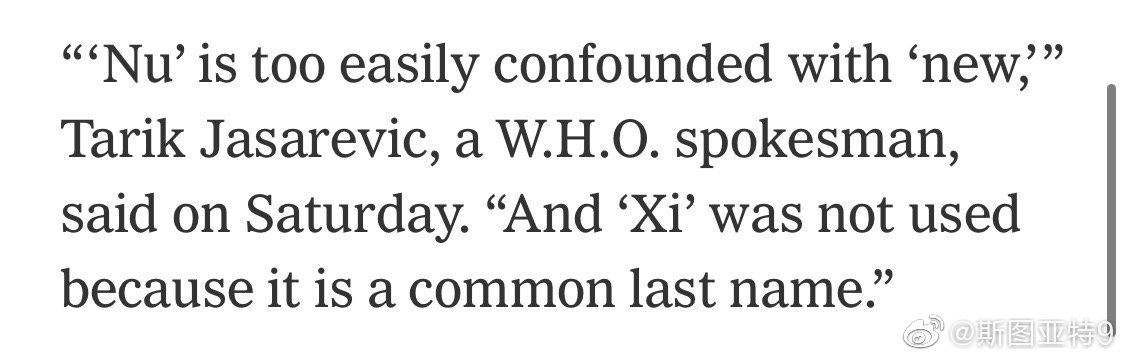 “‘Nu’ is too easily confounded with ‘new,’”
Tarik Jasarevic, a W.H.O. spokesman,
said on Saturday. “And ‘Xi’ was not used
because it is a common last name.”
@斯图亚特9